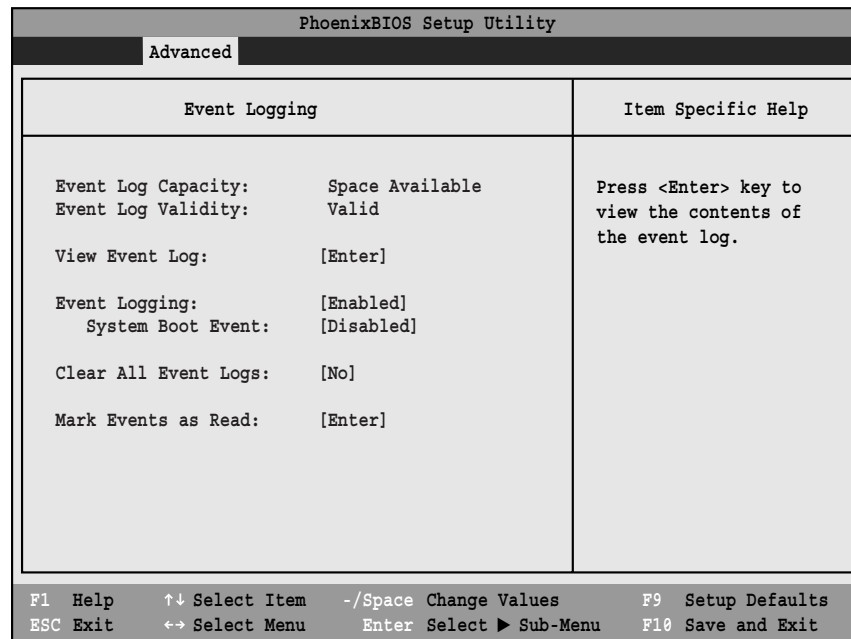 PhoenixBIOS Setup Utility
Advanced
Event Logging
Item Specific Help
Event Log Capacity: Space Available
Event Log Validity: Valid
View Event Log: [Enter]
Event Logging: [Enabled]
System Boot Event: [Disabled]
Clear All Event Logs: [No]
Mark Events as Read: [Enter]
Press <Enter> key to
view the contents of
the event log.
F1 Help ↑↓ Select Item -/Space Change Values F9 Setup Defaults
ESC Exit ←→ Select Menu Enter Select ▶ Sub-Menu F10 Save and Exit